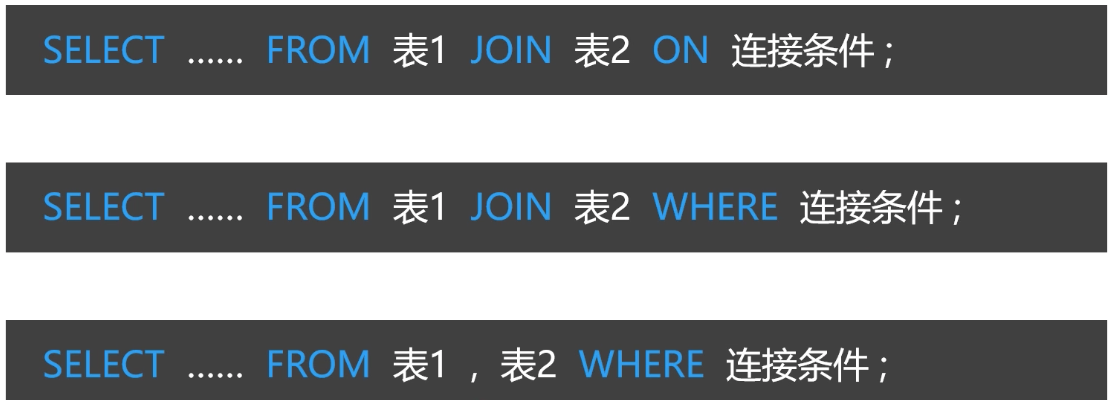 SELECT …… FROM 表1 JOIN 表2 ON 连接条件 ;
SELECT …… FROM 表1 JOIN 表2 WHERE 连接条件 ;
SELECT …… FROM 表1 , 表2 WHERE 连接条件 ;